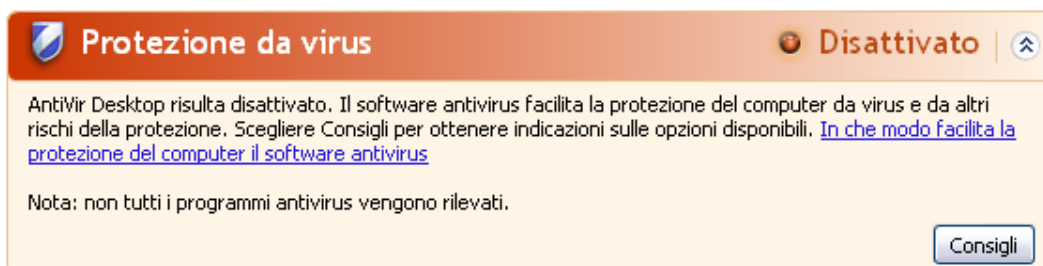 Protezione da virus Disattivato
AntiVir Desktop risulta disattivato. Il software antivirus facilita la protezione del computer da virus e da altri
rischi della protezione. Scegliere Consigli per ottenere indicazioni sulle opzioni disponibili. In che modo facilita la
protezione del computer il software antivirus
Nota: non tutti i programmi antivirus vengono rilevati.
Consigli